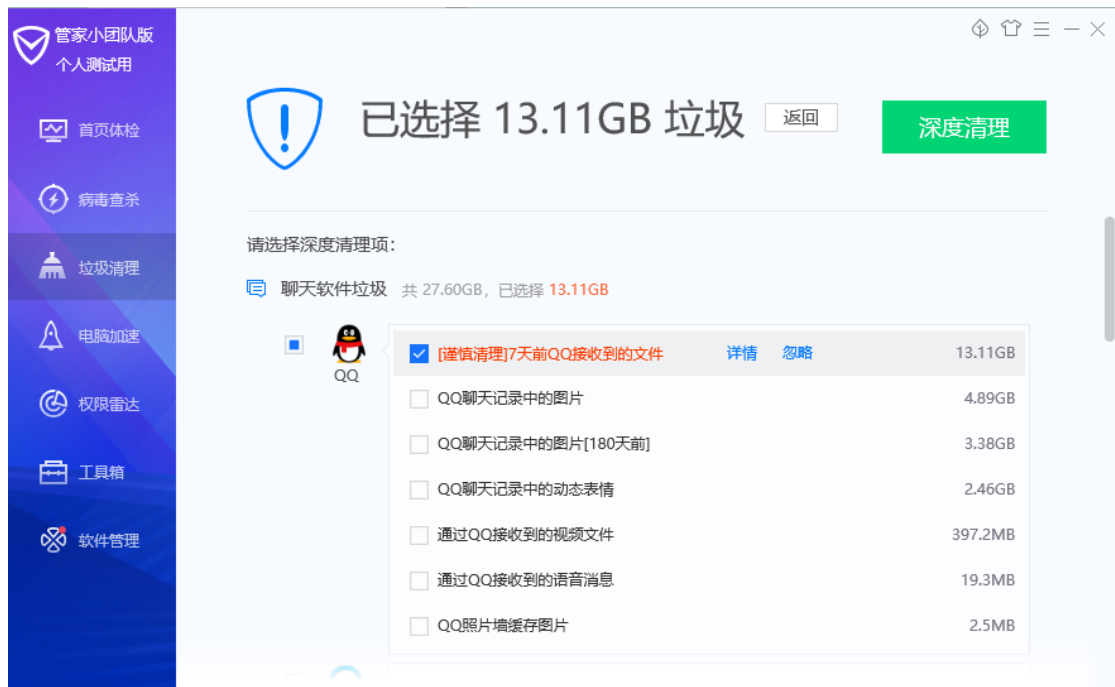 管家小团队版
个人测试用
首页体检
病毒查杀
垃圾清理
电脑加速
权限雷达
工具箱
软件管理
已选择 13.11GB 垃圾
返回
深度清理
请选择深度清理项：
聊天软件垃圾 共 27.60GB，已选择 13.11GB
QQ
[谨慎清理]7天前QQ接收到的文件 详情 忽略 13.11GB
QQ聊天记录中的图片 4.89GB
QQ聊天记录中的图片[180天前] 3.38GB
QQ聊天记录中的动态表情 2.46GB
通过QQ接收到的视频文件 397.2MB
通过QQ接收到的语音消息 19.3MB
QQ照片墙缓存图片 2.5MB